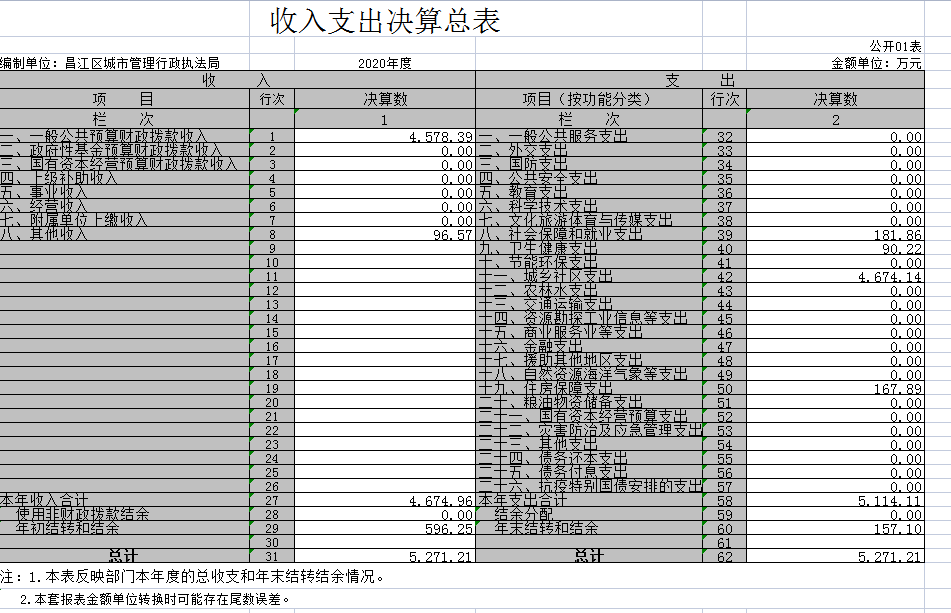 收入支出决算总表
公开01表
编制单位：昌江区城市管理行政执法局 2020年度 金额单位：万元
收 入 支 出
项 目 行次 决算数 项目（按功能分类） 行次 决算数
栏 次 1 栏 次 2
一、一般公共预算财政拨款收入 1 4,578.39 一、一般公共服务支出 32 0.00
二、政府性基金预算财政拨款收入 2 0.00 二、外交支出 33 0.00
三、国有资本经营预算财政拨款收入 3 0.00 三、国防支出 34 0.00
四、上级补助收入 4 0.00 四、公共安全支出 35 0.00
五、事业收入 5 0.00 五、教育支出 36 0.00
六、经营收入 6 0.00 六、科学技术支出 37 0.00
七、附属单位上缴收入 7 0.00 七、文化旅游体育与传媒支出 38 0.00
八、其他收入 8 96.57 八、社会保障和就业支出 39 181.86
9 九、卫生健康支出 40 90.22
10 十、节能环保支出 41 0.00
11 十一、城乡社区支出 42 4,674.14
12 十二、农林水支出 43 0.00
13 十三、交通运输支出 44 0.00
14 十四、资源勘探工业信息等支出 45 0.00
15 十五、商业服务业等支出 46 0.00
16 十六、金融支出 47 0.00
17 十七、援助其他地区支出 48 0.00
18 十八、自然资源海洋气象等支出 49 0.00
19 十九、住房保障支出 50 167.89
20 二十、粮油物资储备支出 51 0.00
21 二十一、国有资本经营预算支出 52 0.00
22 二十二、灾害防治及应急管理支出 53 0.00
23 二十三、其他支出 54 0.00
24 二十四、债务还本支出 55 0.00
25 二十五、债务付息支出 56 0.00
26 二十六、抗疫特别国债安排的支出 57 0.00
本年收入合计 27 4,674.96 本年支出合计 58 5,114.11
使用非财政拨款结余 28 0.00 结余分配 59 0.00
年初结转和结余 29 596.25 年末结转和结余 60 157.10
30 61
总计 31 5,271.21 总计 62 5,271.21
注：1.本表反映部门本年度的总收支和年末结转结余情况。
2.本套报表金额单位转换时可能存在尾数误差。